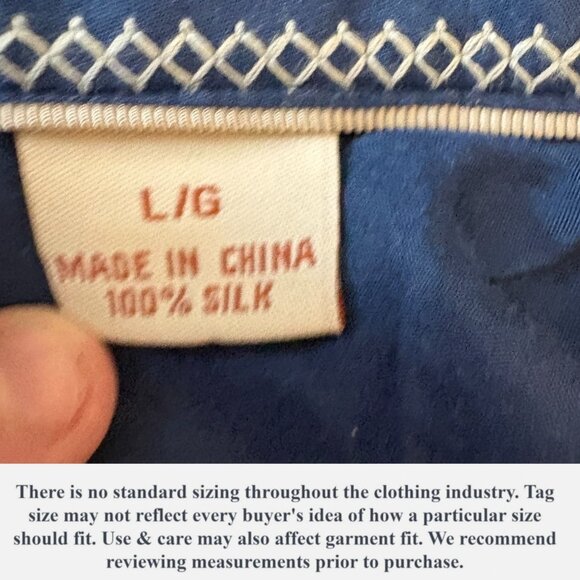 L/G
MADE IN CHINA
100% SILK
There is no standard sizing throughout the clothing industry. Tag
size may not reflect every buyer's idea of how a particular size
should fit. Use & care may also affect garment fit. We recommend
reviewing measurements prior to purchase.